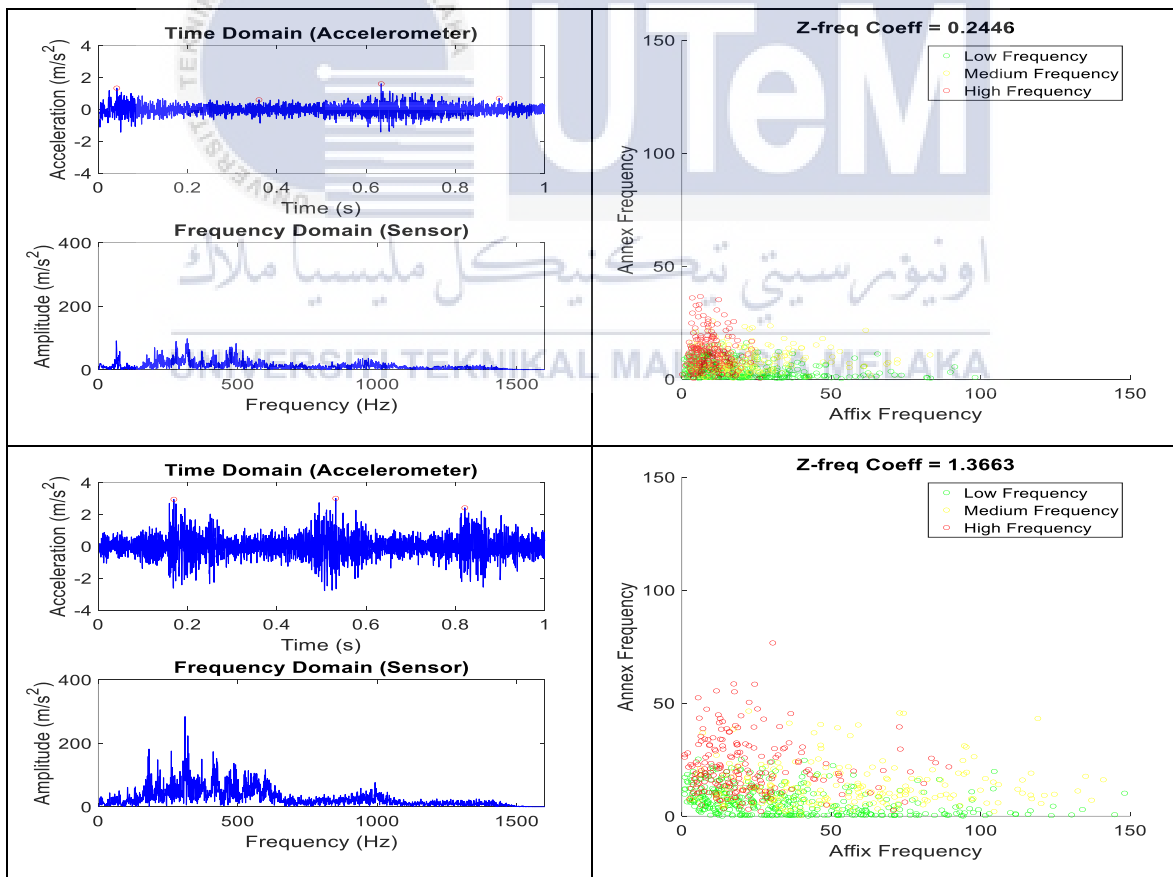 Time Domain (Accelerometer)
Acceleration (m/s²)
4
2
0
-2
-4
0 0.2 0.4 0.6 0.8 1
Time (s)
Frequency Domain (Sensor)
Amplitude (m/s²)
400
200
0
0 500 1000 1500
Frequency (Hz)
Z-freq Coeff = 0.2446
Low Frequency
Medium Frequency
High Frequency
Annex Frequency
150
100
50
0
0 50 100 150
Affix Frequency
UTeM
اونيۏرسيتي تيكنيكل مليسيا ملاك
UNIVERSITI TEKNIKAL MALAYSIA MELAKA
Time Domain (Accelerometer)
Acceleration (m/s²)
4
2
0
-2
-4
0 0.2 0.4 0.6 0.8 1
Time (s)
Frequency Domain (Sensor)
Amplitude (m/s²)
400
200
0
0 500 1000 1500
Frequency (Hz)
Z-freq Coeff = 1.3663
Low Frequency
Medium Frequency
High Frequency
Annex Frequency
150
100
50
0
0 50 100 150
Affix Frequency